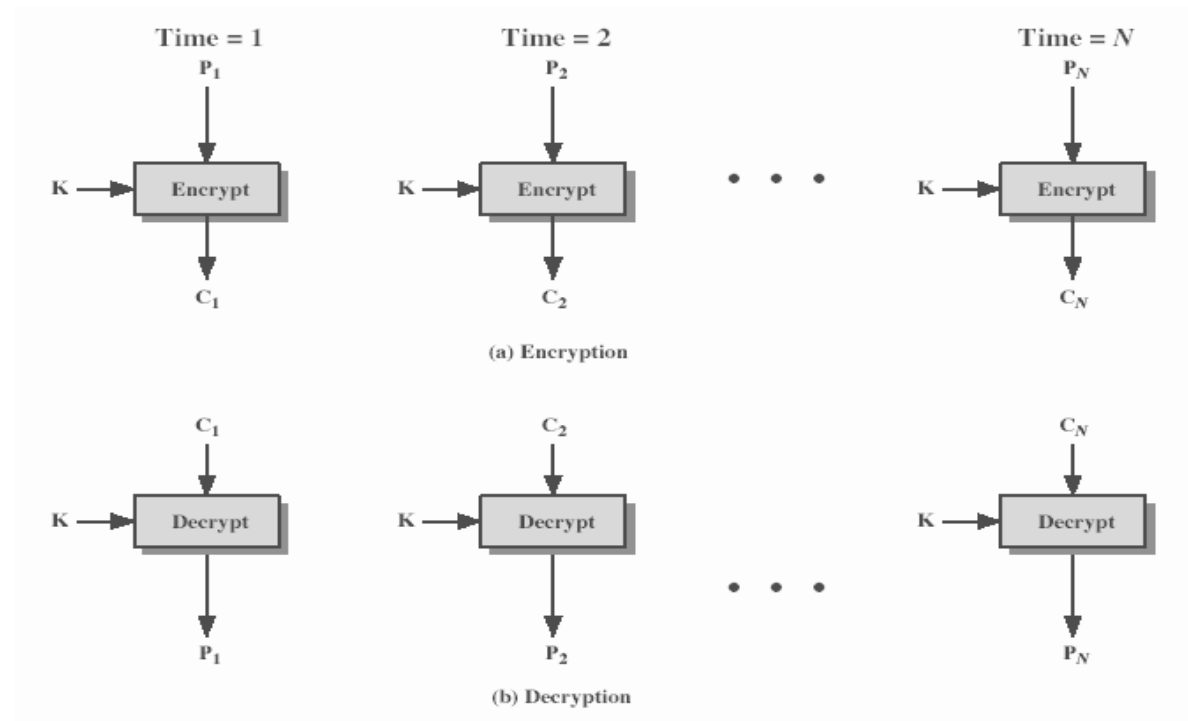 Time = 1 Time = 2 Time = N
P1 P2 PN
K Encrypt K Encrypt K Encrypt
C1 C2 CN
(a) Encryption
C1 C2 CN
K Decrypt K Decrypt K Decrypt
P1 P2 PN
(b) Decryption